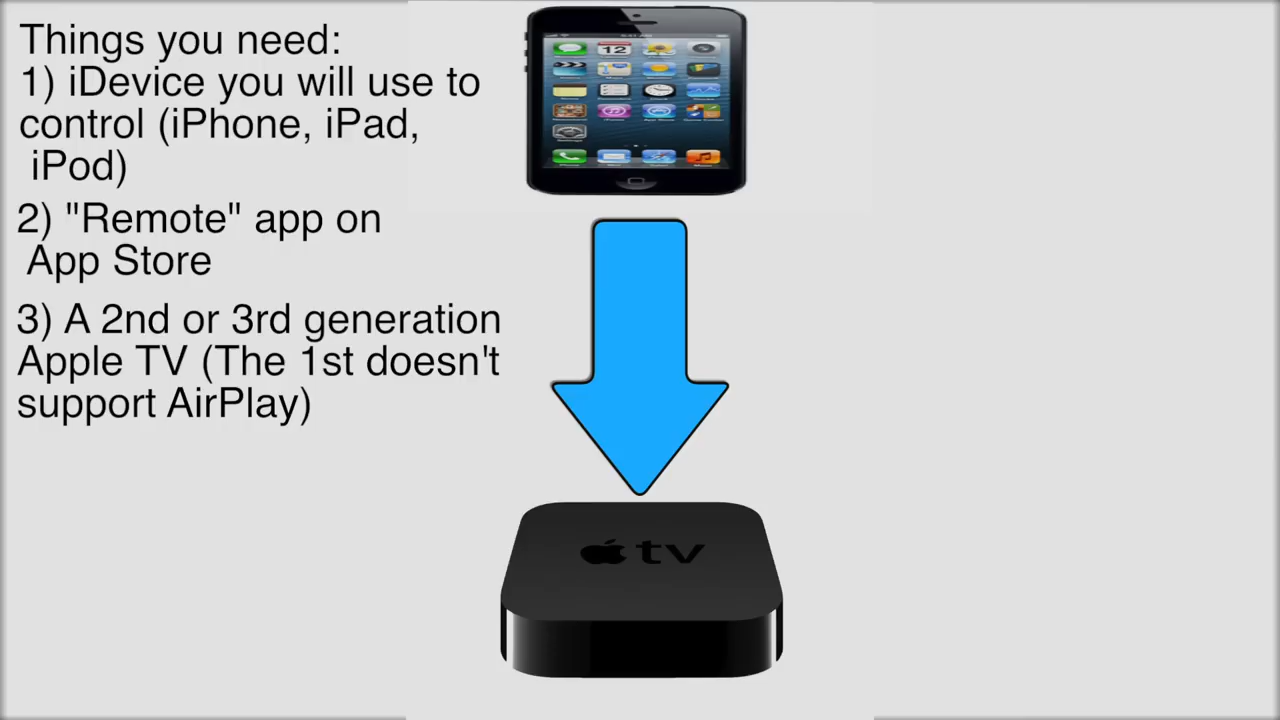 Things you need:
1) iDevice you will use to
control (iPhone, iPad,
iPod)
2) "Remote" app on
App Store
3) A 2nd or 3rd generation
Apple TV (The 1st doesn't
support AirPlay)
12
tv